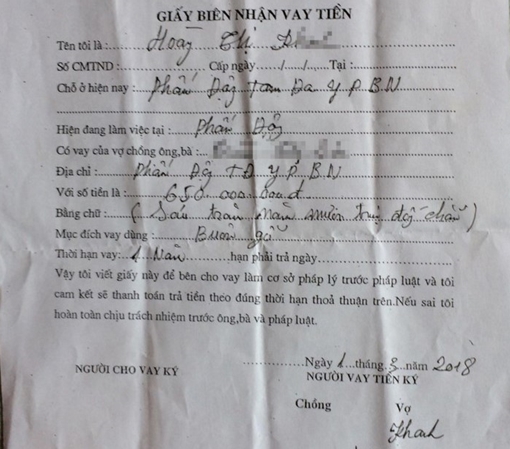 GIẤY BIÊN NHẬN VAY TIỀN
Tên tôi là : Hoàng Thị D
Số CMTND : Cấp ngày / / Tại :
Chỗ ở hiện nay : Phấn Động Tam Đa Y P. B N
Hiện đang làm việc tại : Phấn Động
Có vay của vợ chồng ông,bà :
Địa chỉ : Phấn Động TĐ Y P. B N
Với số tiền là : 650 000 000đ
Bằng chữ : ( Sáu trăm năm mươi triệu đồng chẵn )
Mục đích vay dùng : Buôn gỗ
Thời hạn vay: 1 Năm hạn phải trả ngày
Vậy tôi viết giấy này để bên cho vay làm cơ sở pháp lý trước pháp luật và tôi
cam kết sẽ thanh toán trả tiền theo đúng thời hạn thoả thuận trên.Nếu sai tôi
hoàn toàn chịu trách nhiệm trước ông,bà và pháp luật.
Ngày 1 tháng 3 năm 2018
NGƯỜI CHO VAY KÝ NGƯỜI VAY TIỀN KÝ
Chồng Vợ